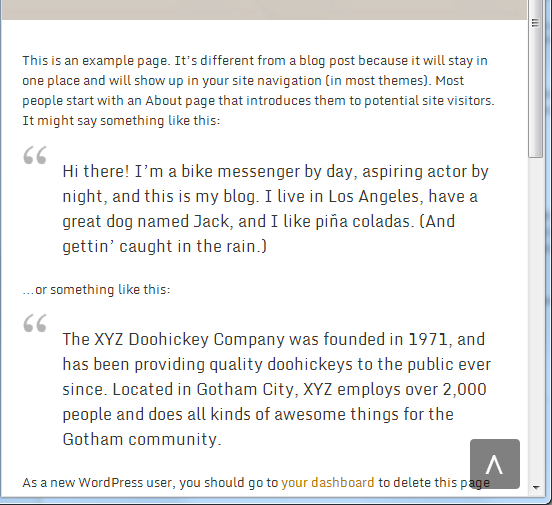 This is an example page. It’s different from a blog post because it will stay in
one place and will show up in your site navigation (in most themes). Most
people start with an About page that introduces them to potential site visitors.
It might say something like this:
“
Hi there! I’m a bike messenger by day, aspiring actor by
night, and this is my blog. I live in Los Angeles, have a
great dog named Jack, and I like piña coladas. (And
gettin’ caught in the rain.)
…or something like this:
“
The XYZ Doohickey Company was founded in 1971, and
has been providing quality doohickeys to the public ever
since. Located in Gotham City, XYZ employs over 2,000
people and does all kinds of awesome things for the
Gotham community.
As a new WordPress user, you should go to your dashboard to delete this page